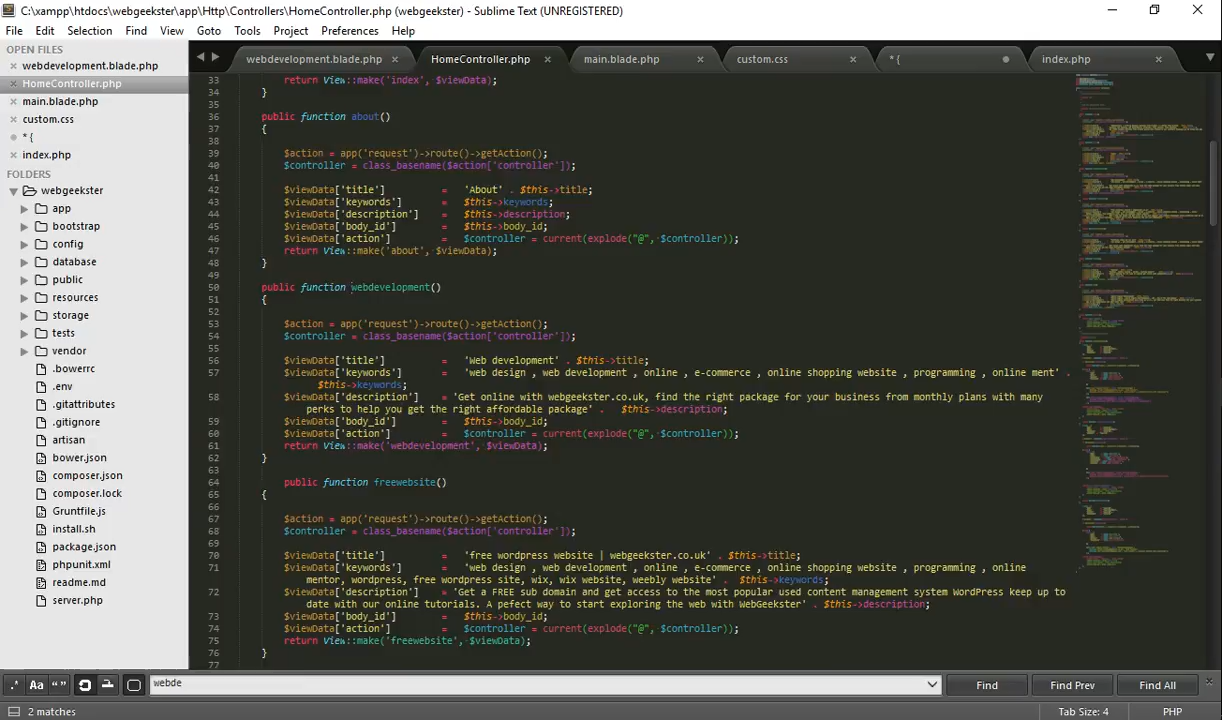 C:\xampp\htdocs\webgeekster\app\Http\Controllers\HomeController.php (webgeekster) - Sublime Text (UNREGISTERED)
File Edit Selection Find View Goto Tools Project Preferences Help
OPEN FILES
webdevelopment.blade.php
HomeController.php
main.blade.php
custom.css
* {
index.php
FOLDERS
webgeekster
app
bootstrap
config
database
public
resources
storage
tests
vendor
.bowerrc
.env
.gitattributes
.gitignore
artisan
bower.json
composer.json
composer.lock
Gruntfile.js
install.sh
package.json
phpunit.xml
readme.md
server.php
webdevelopment.blade.php HomeController.php main.blade.php custom.css * { index.php
33 return View::make('index', $viewData);
34 }
35
36 public function about()
37 {
38
39 $action = app('request')->route()->getAction();
40 $controller = class_basename($action['controller']);
41
42 $viewData['title'] = 'About' . $this->title;
43 $viewData['keywords'] = $this->keywords;
44 $viewData['description'] = $this->description;
45 $viewData['body_id'] = $this->body_id;
46 $viewData['action'] = $controller = current(explode("@", $controller));
47 return View::make('about', $viewData);
48 }
49
50 public function webdevelopment()
51 {
52
53 $action = app('request')->route()->getAction();
54 $controller = class_basename($action['controller']);
55
56 $viewData['title'] = 'Web development' . $this->title;
57 $viewData['keywords'] = 'web design , web development , online , e-commerce , online shopping website , programming , online ment' .
$this->keywords;
58 $viewData['description'] = 'Get online with webgeekster.co.uk, find the right package for your business from monthly plans with many
perks to help you get the right affordable package' . $this->description;
59 $viewData['body_id'] = $this->body_id;
60 $viewData['action'] = $controller = current(explode("@", $controller));
61 return View::make('webdevelopment', $viewData);
62 }
63
64 public function freewebsite()
65 {
66
67 $action = app('request')->route()->getAction();
68 $controller = class_basename($action['controller']);
69
70 $viewData['title'] = 'free wordpress website | webgeekster.co.uk' . $this->title;
71 $viewData['keywords'] = 'web design , web development , online , e-commerce , online shopping website , programming , online
mentor, wordpress, free wordpress site, wix, wix website, weebly website' . $this->keywords;
72 $viewData['description'] = 'Get a FREE sub domain and get access to the most popular used content management system WordPress keep up to
date with our online tutorials. A pefect way to start exploring the web with WebGeekster' . $this->description;
73 $viewData['body_id'] = $this->body_id;
74 $viewData['action'] = $controller = current(explode("@", $controller));
75 return View::make('freewebsite', $viewData);
76 }
77
.* Aa “ ” webde Find Find Prev Find All
2 matches Tab Size: 4 PHP